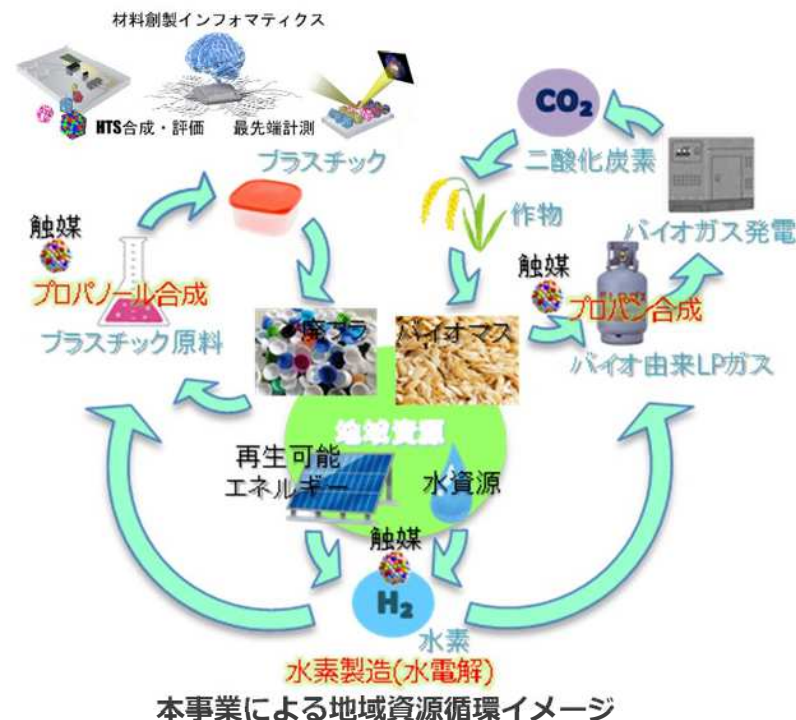 材料創製インフォマティクス
HTS合成・評価
最先端計測
プラスチック
CO₂
二酸化炭素
作物
バイオガス発電
触媒
プロパノール合成
プラスチック原料
触媒
プロパン合成
バイオ由来LPガス
廃プラ
バイオマス
地域資源
再生可能
エネルギー
水資源
触媒
H₂
水素
水素製造(水電解)
本事業による地域資源循環イメージ